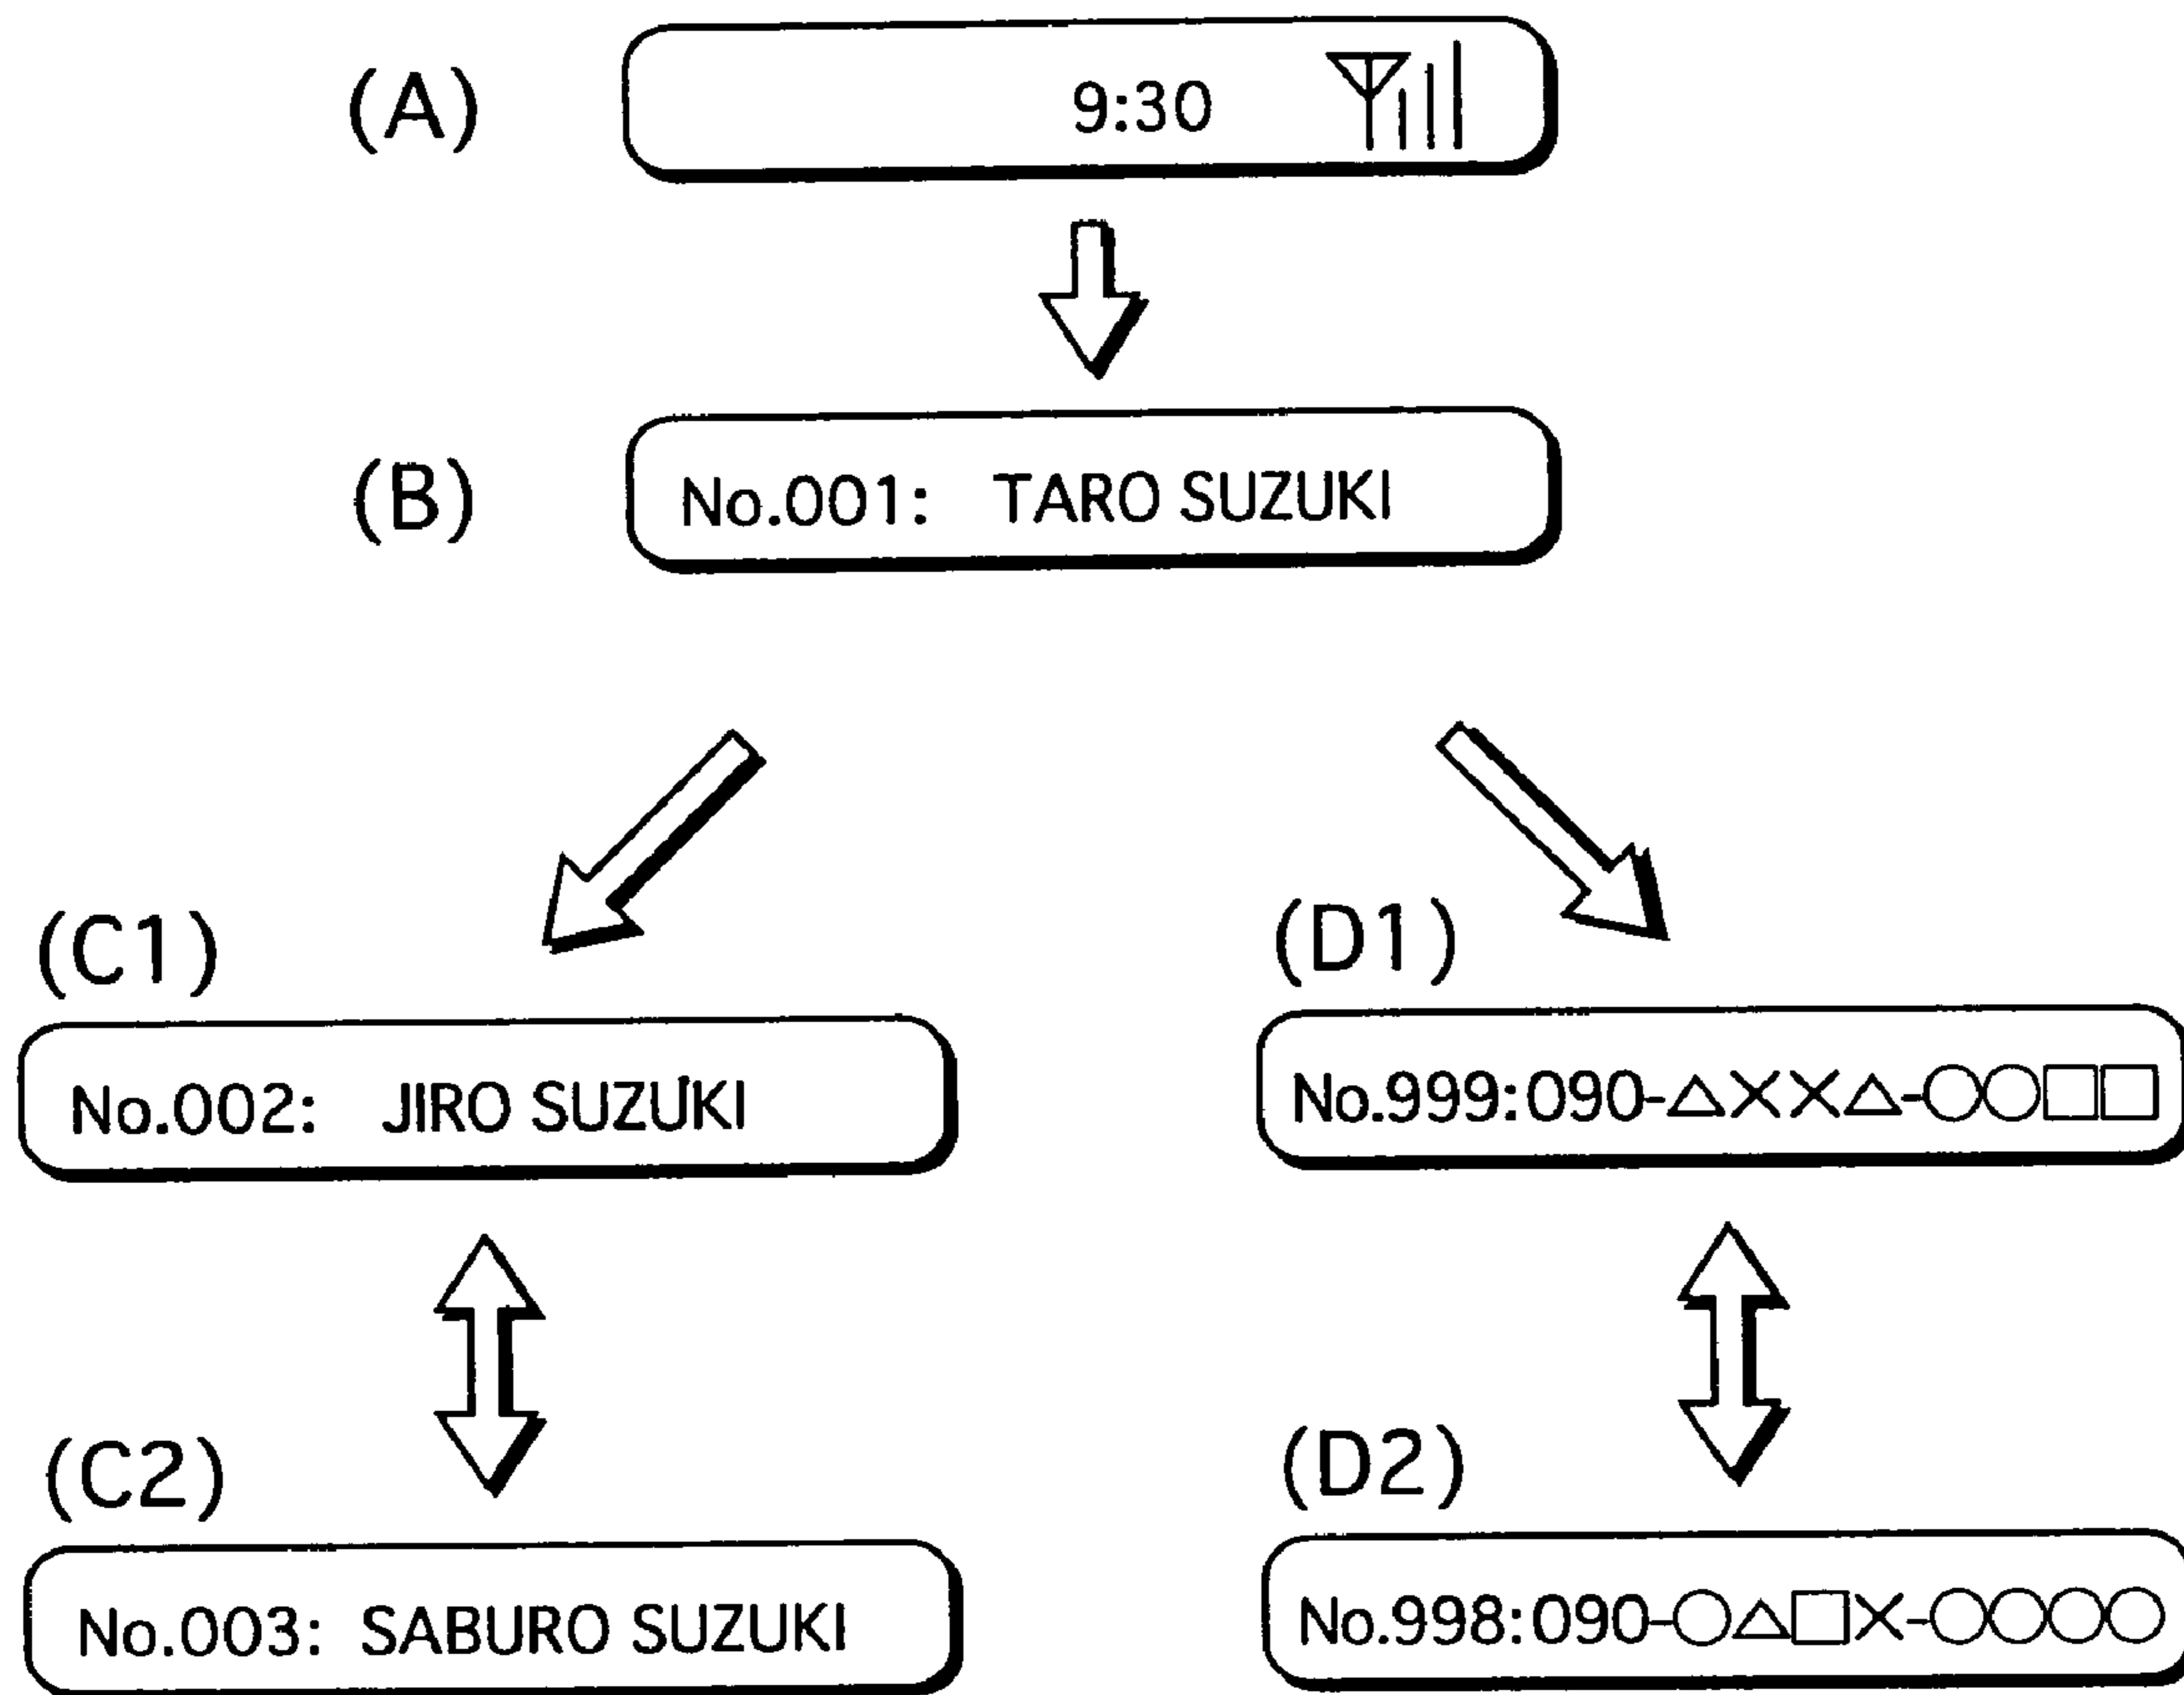 (A)
9:30
(B)
No.001: TARO SUZUKI
(C1)
(D1)
No.002: JIRO SUZUKI
No.999:090-△××△-○○□□
(C2)
(D2)
No.003: SABURO SUZUKI
No.998:090-○△□×-○○○○